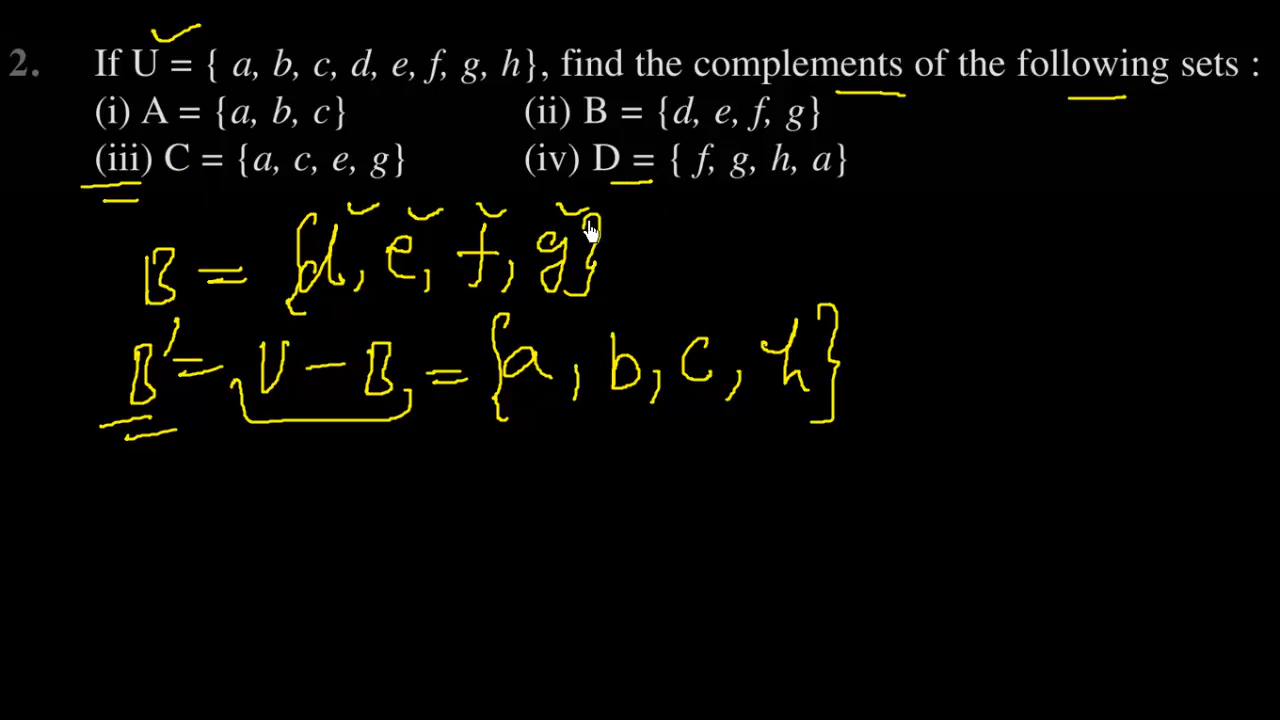 2. If U = { a, b, c, d, e, f, g, h}, find the complements of the following sets :
(i) A = {a, b, c} (ii) B = {d, e, f, g}
(iii) C = {a, c, e, g} (iv) D = { f, g, h, a}
B = {d, e, f, g}
B' = U - B = {a, b, c, h}